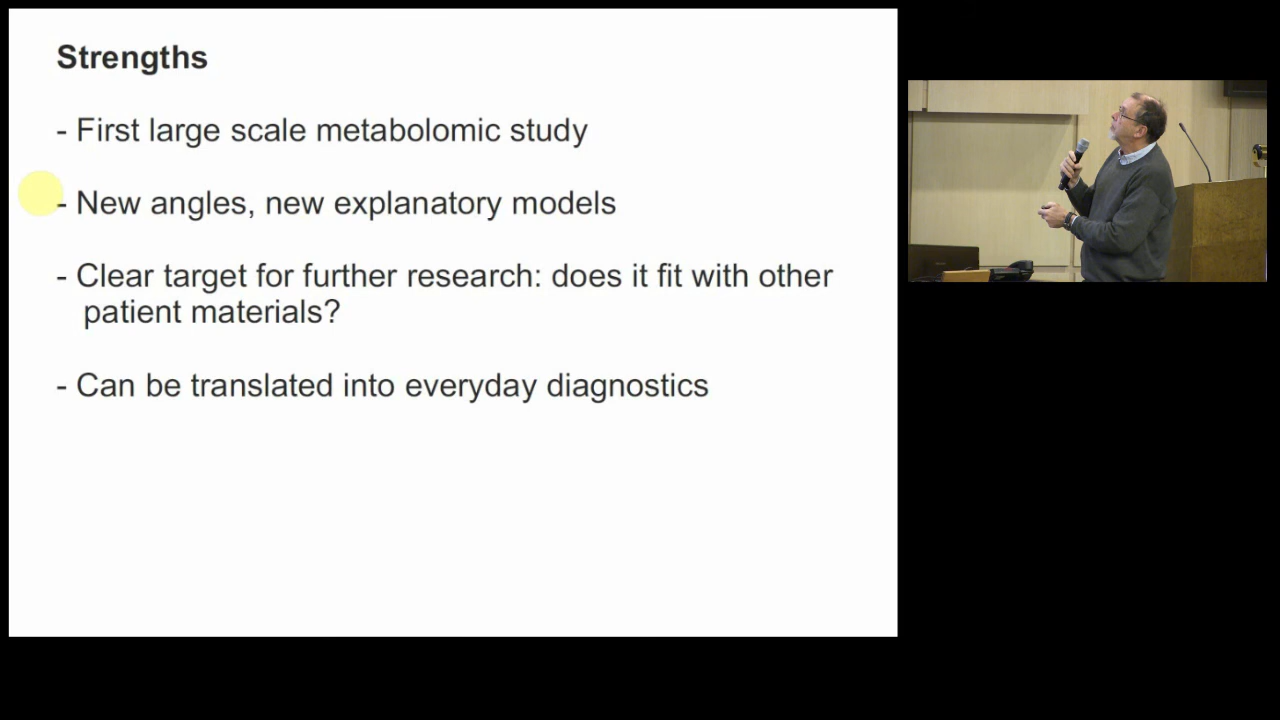 Strengths
- First large scale metabolomic study
- New angles, new explanatory models
- Clear target for further research: does it fit with other
patient materials?
- Can be translated into everyday diagnostics